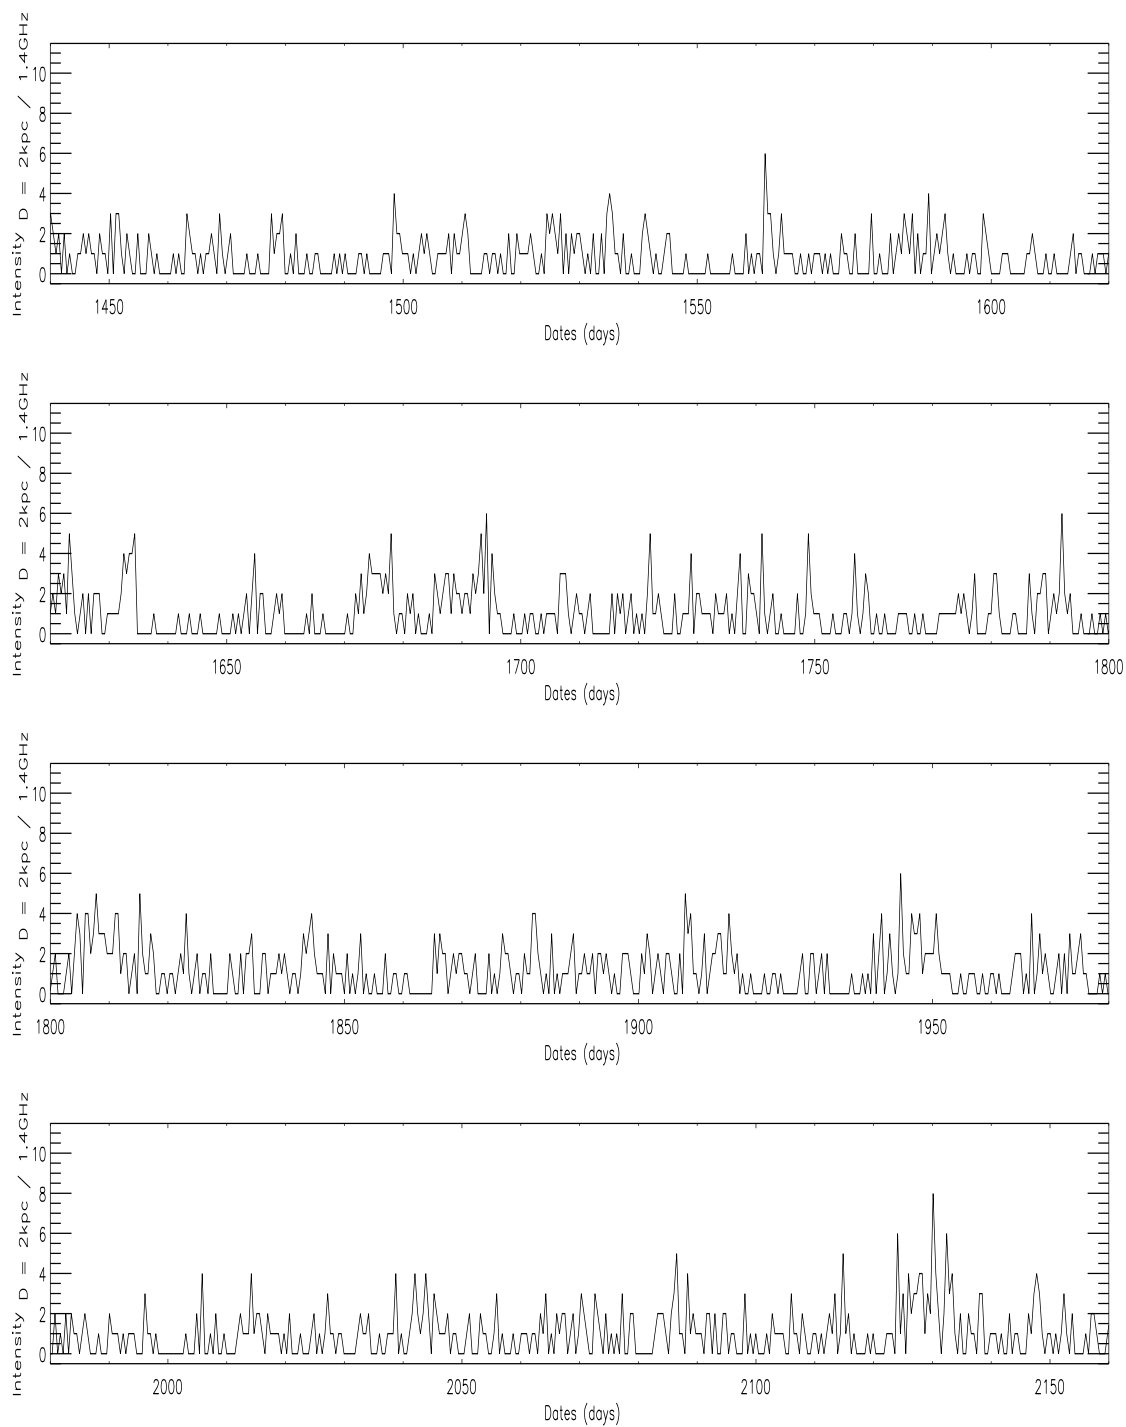 Intensity D = 2kpc / 1.4GHz
10
8
6
4
2
0
1450 1500 1550 1600
Dates (days)
Intensity D = 2kpc / 1.4GHz
10
8
6
4
2
0
1650 1700 1750 1800
Dates (days)
Intensity D = 2kpc / 1.4GHz
10
8
6
4
2
0
1800 1850 1900 1950
Dates (days)
Intensity D = 2kpc / 1.4GHz
10
8
6
4
2
0
2000 2050 2100 2150
Dates (days)